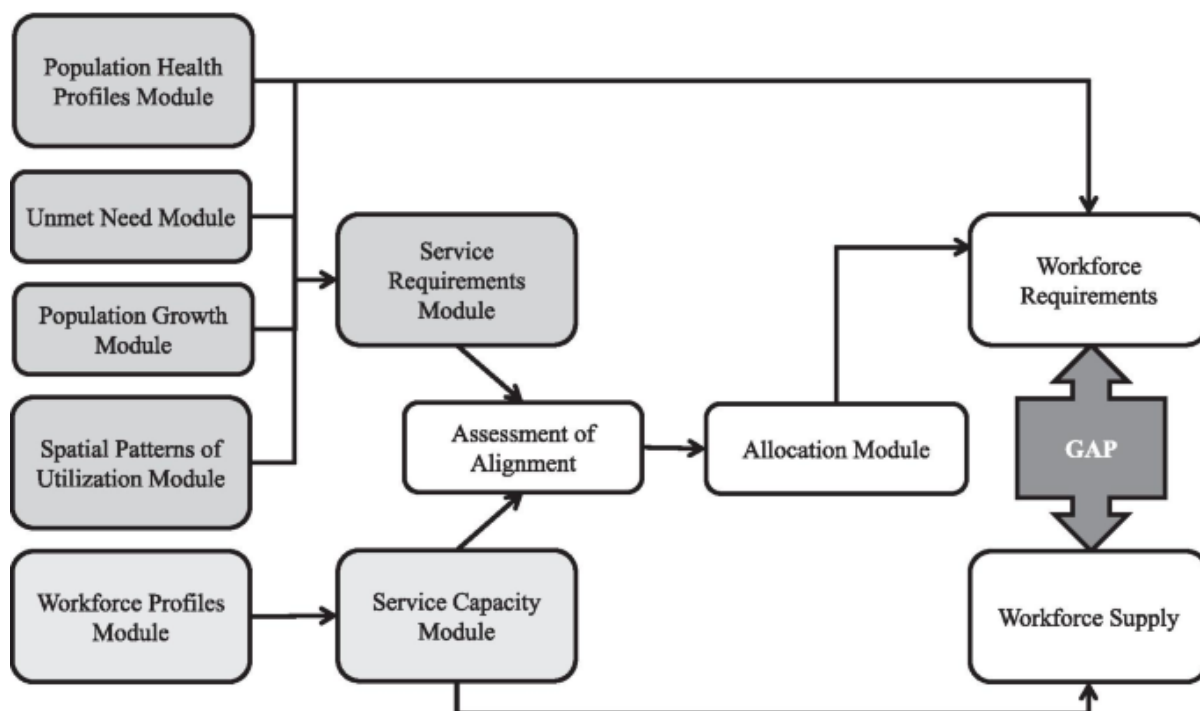 Population Health
Profiles Module
Unmet Need Module
Population Growth
Module
Spatial Patterns of
Utilization Module
Workforce Profiles
Module
Service
Requirements
Module
Service Capacity
Module
Assessment of
Alignment
Allocation Module
Workforce
Requirements
GAP
Workforce Supply